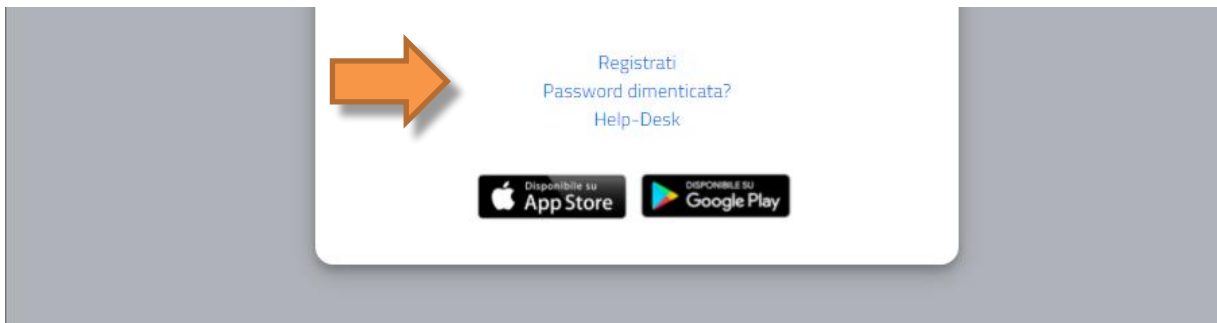 Registrati
Password dimenticata?
Help-Desk
Disponibile su
App Store
DISPONIBILE SU
Google Play